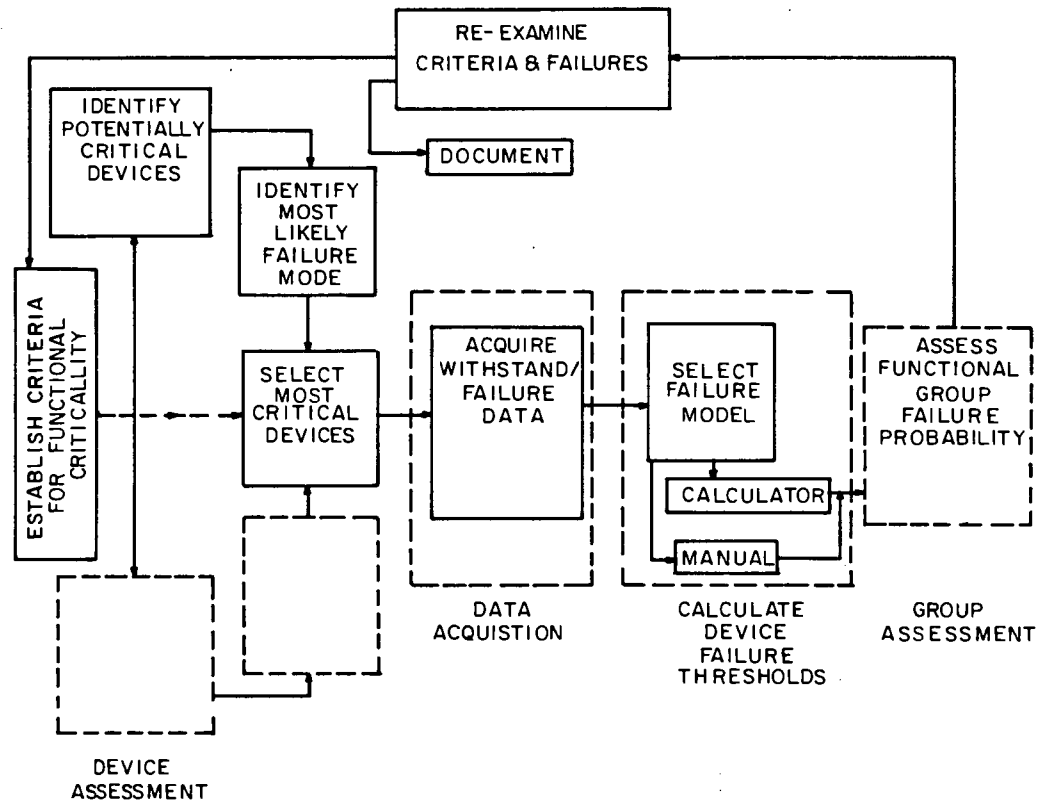 RE-EXAMINE
CRITERIA & FAILURES
IDENTIFY
POTENTIALLY
CRITICAL
DEVICES
DOCUMENT
IDENTIFY
MOST
LIKELY
FAILURE
MODE
ESTABLISH CRITERIA
FOR FUNCTIONAL
CRITICALLITY
SELECT
MOST
CRITICAL
DEVICES
ACQUIRE
WITHSTAND/
FAILURE
DATA
SELECT
FAILURE
MODEL
CALCULATOR
MANUAL
ASSESS
FUNCTIONAL
GROUP
FAILURE
PROBABILITY
DATA
ACQUISTION
CALCULATE
DEVICE
FAILURE
THRESHOLDS
GROUP
ASSESSMENT
DEVICE
ASSESSMENT